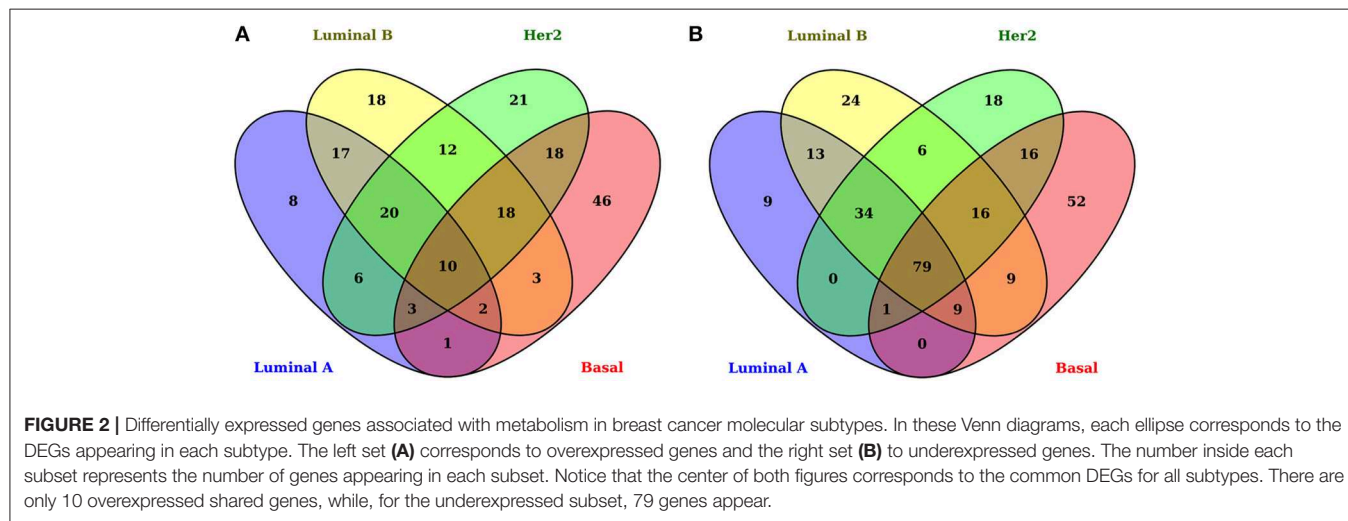 A
Luminal B
Her2
18
21
17
12
18
8
20
18
46
6
10
3
3
2
1
Luminal A
Basal
B
Luminal B
Her2
24
18
13
6
16
9
34
16
52
0
79
9
1
9
0
Luminal A
Basal
FIGURE 2 | Differentially expressed genes associated with metabolism in breast cancer molecular subtypes. In these Venn diagrams, each ellipse corresponds to the
DEGs appearing in each subtype. The left set (A) corresponds to overexpressed genes and the right set (B) to underexpressed genes. The number inside each
subset represents the number of genes appearing in each subset. Notice that the center of both figures corresponds to the common DEGs for all subtypes. There are
only 10 overexpressed shared genes, while, for the underexpressed subset, 79 genes appear.